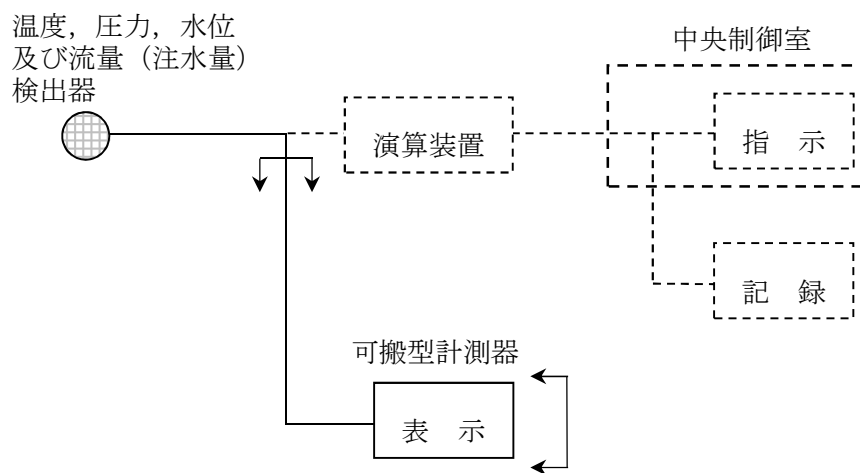 温度，圧力，水位
及び流量（注水量）
検出器
中央制御室
演算装置
指　示
記　録
可搬型計測器
表　示